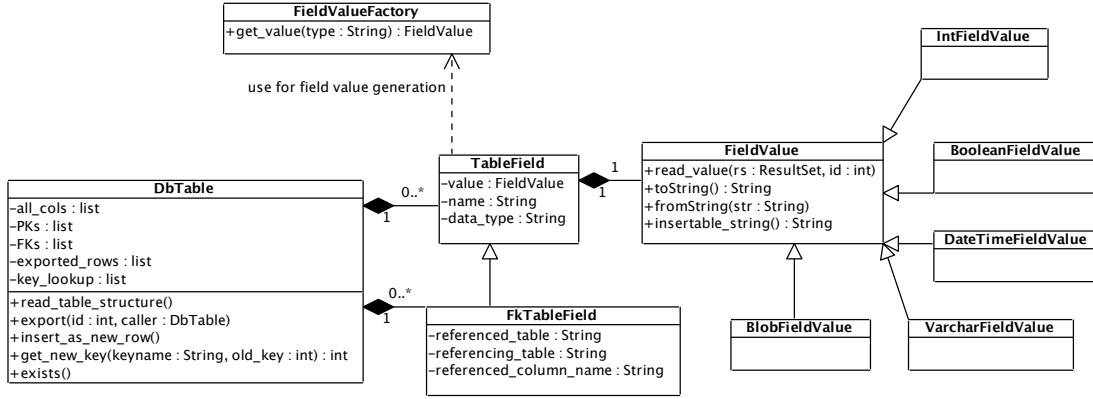 FieldValueFactory
+get_value(type : String) : FieldValue
use for field value generation
IntFieldValue
BooleanFieldValue
DateTimeFieldValue
VarcharFieldValue
BlobFieldValue
FieldValue
+read_value(rs : ResultSet, id : int)
+toString() : String
+fromString(str : String)
+insertable_string() : String
1
1
TableField
-value : FieldValue
-name : String
-data_type : String
0..*
1
DbTable
-all_cols : list
-PKs : list
-FKs : list
-exported_rows : list
-key_lookup : list
+read_table_structure()
+export(id : int, caller : DbTable)
+insert_as_new_row()
+get_new_key(keyname : String, old_key : int) : int
+exists()
0..*
1
FkTableField
-referenced_table : String
-referencing_table : String
-referenced_column_name : String